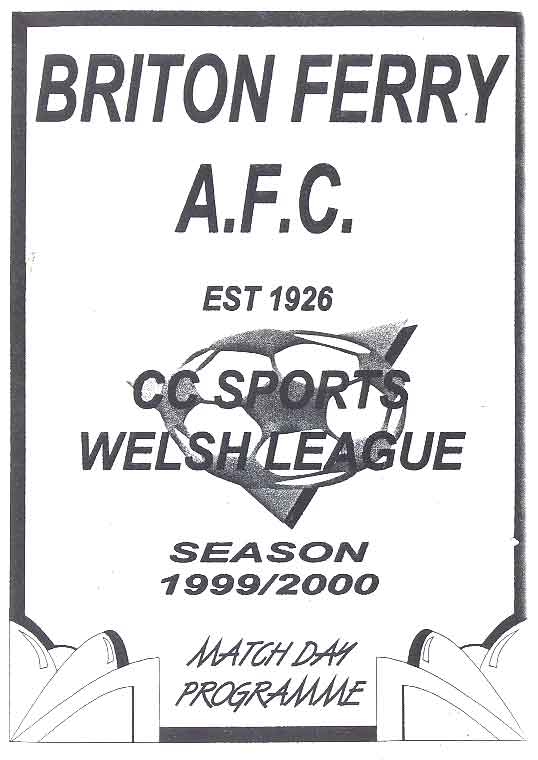 BRITON FERRY
A.F.C.
EST 1926
CC SPORTS
WELSH LEAGUE
SEASON
1999/2000
MATCH DAY
PROGRAMME